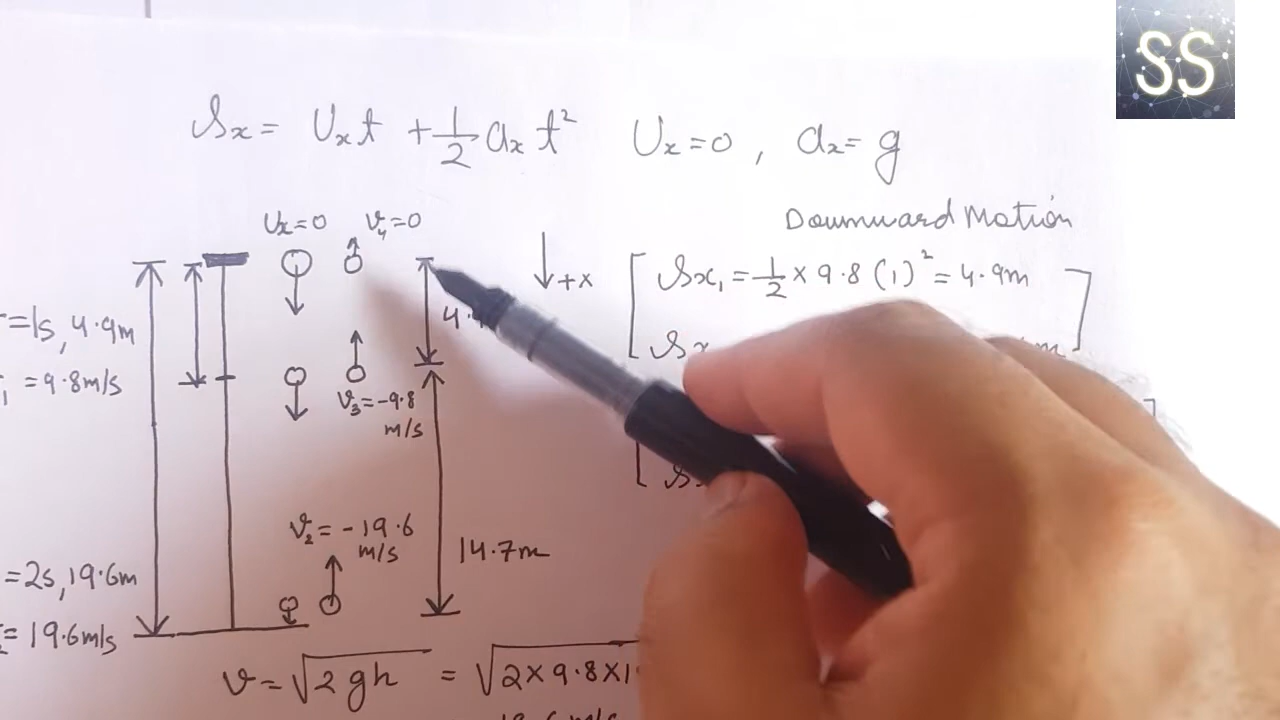 SS
Sx = Uxt + 1/2 ax t² Ux=0, ax=g
Downward Motion
Ux=0 v4=0
+x
Sx1 = 1/2 × 9.8 (1)² = 4.9m
=1s, 4.9m
1 = 9.8m/s
v3=-9.8
m/s
v2=-19.6
m/s
14.7m
=2s, 19.6m
= 19.6m/s
v=√2gh = √2×9.8×1